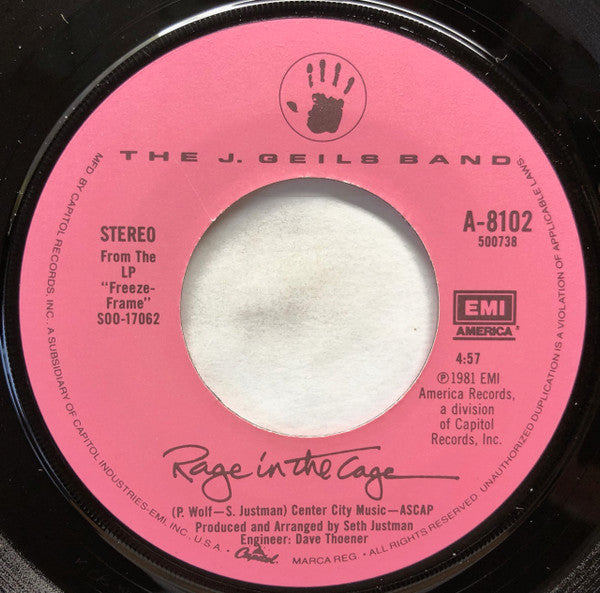 THE J. GEILS BAND
STEREO
From The
LP
"Freeze-
Frame"
SOO-17062
A-8102
500738
EMI
AMERICA®
4:57
℗1981 EMI
America Records,
a division
of Capitol
Records, Inc.
Rage in the Cage
(P. Wolf—S. Justman) Center City Music—ASCAP
Produced and Arranged by Seth Justman
Engineer: Dave Thoener
MFD. BY CAPITOL RECORDS, INC. A SUBSIDIARY OF CAPITOL INDUSTRIES-EMI, INC. U.S.A. • Capitol MARCA REG. • ALL RIGHTS RESERVED. UNAUTHORIZED DUPLICATION IS A VIOLATION OF APPLICABLE LAWS